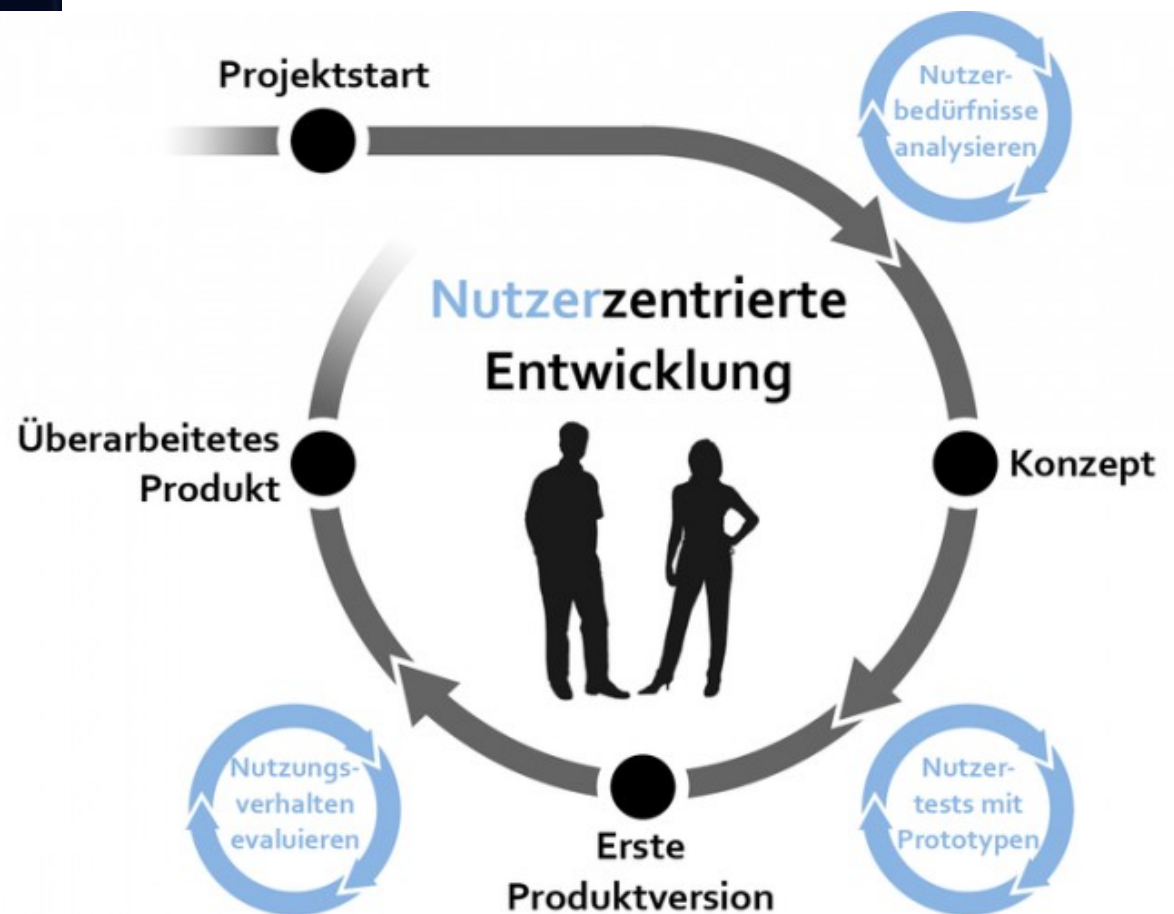 Projektstart
Nutzer-
bedürfnisse
analysieren
Nutzerzentrierte
Entwicklung
Überarbeitetes
Produkt
Konzept
Nutzungs-
verhalten
evaluieren
Nutzer-
tests mit
Prototypen
Erste
Produktversion